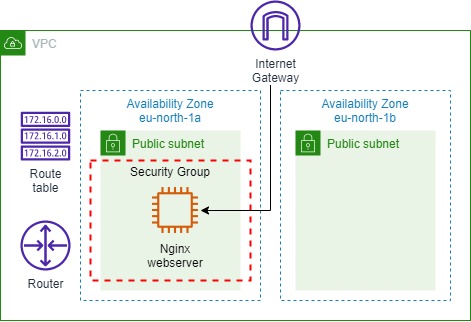 VPC
Internet
Gateway
Availability Zone
eu-north-1a
Availability Zone
eu-north-1b
172.16.0.0
172.16.1.0
172.16.2.0
Route
table
Public subnet
Public subnet
Security Group
Nginx
webserver
Router